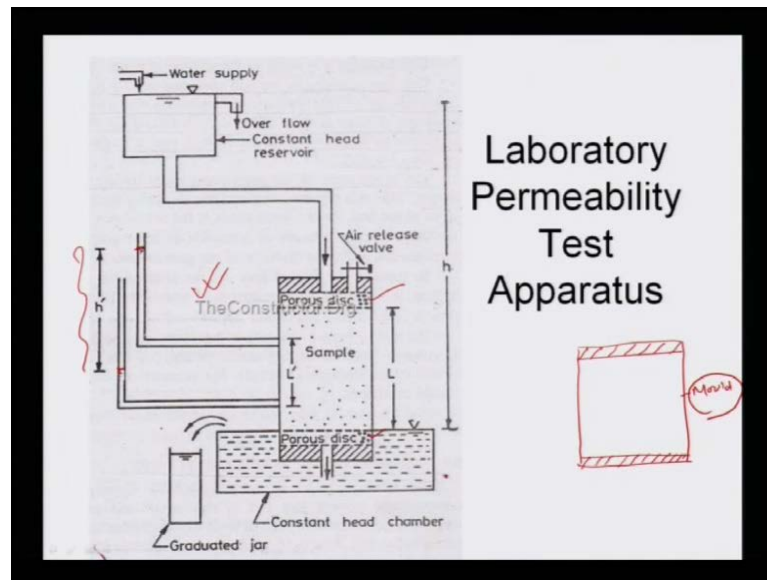 Water supply
Over flow
Constant head
reservoir
Laboratory
Permeability
Test
Apparatus
h
Air release
valve
Porous disc
TheConstructor.Org
h'
Sample
L'
L
Mould
Porous disc
Constant head chamber
Graduated jar